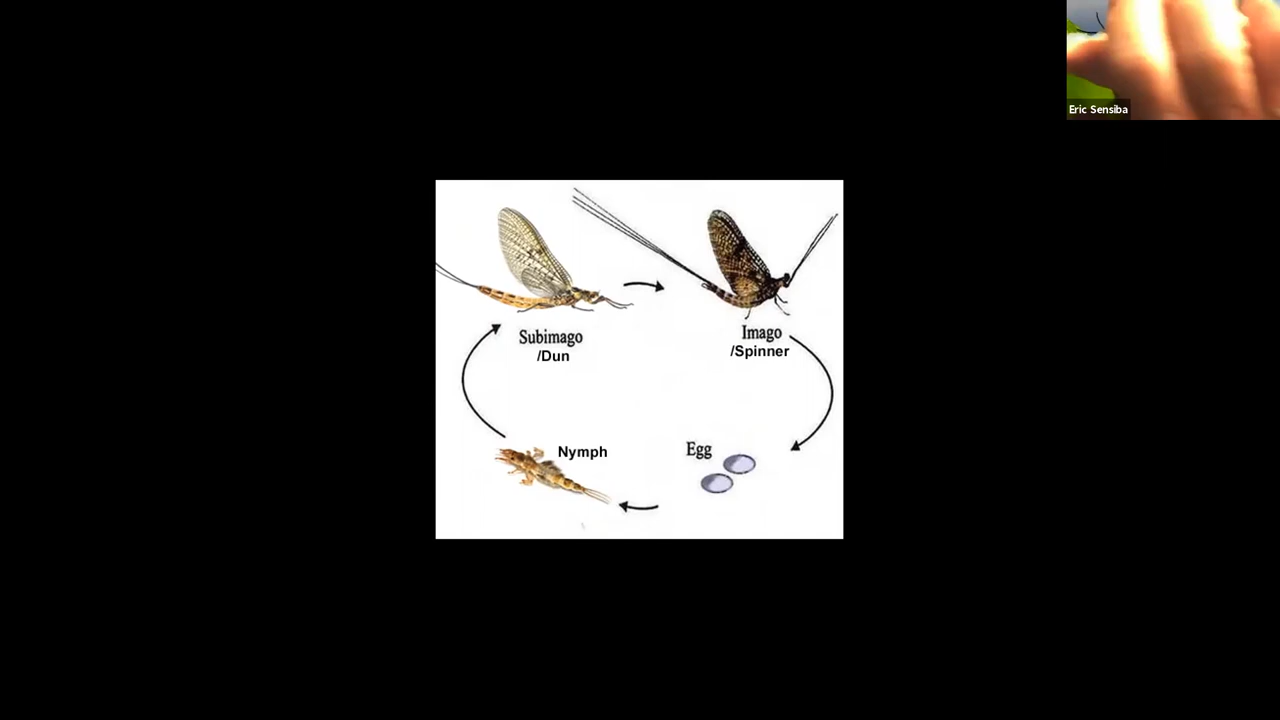 Eric Sensiba
Subimago
/Dun
Imago
/Spinner
Nymph
Egg